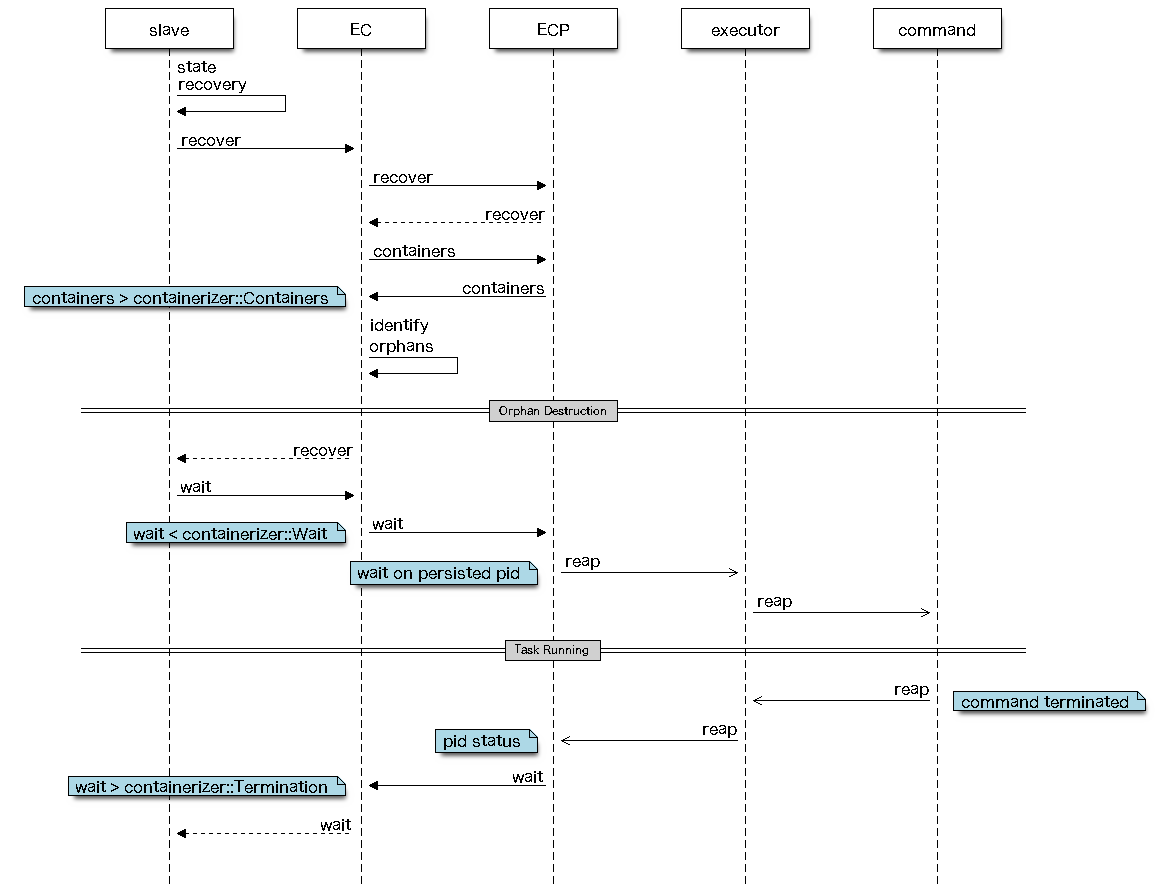 slave
EC
ECP
executor
command
state
recovery
recover
recover
recover
containers
containers
containers > containerizer::Containers
identify
orphans
Orphan Destruction
recover
wait
wait
wait < containerizer::Wait
reap
wait on persisted pid
reap
Task Running
reap
command terminated
reap
pid status
wait
wait > containerizer::Termination
wait